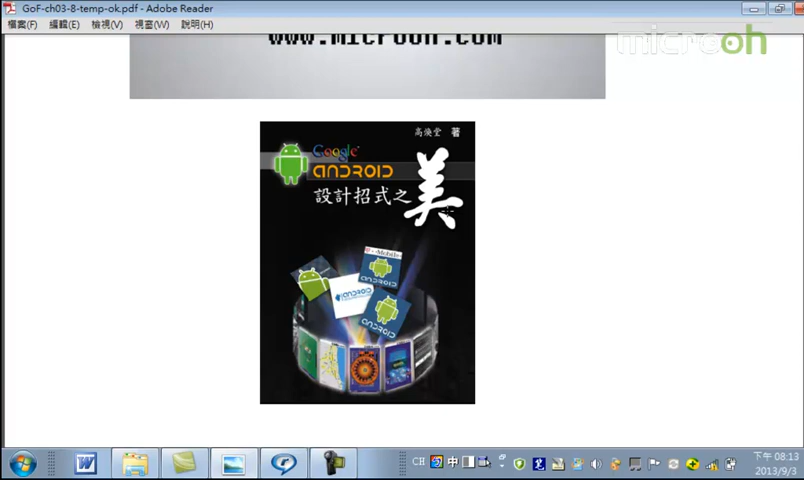 GoF-ch03-8-temp-ok.pdf - Adobe Reader
檔案(F) 編輯(E) 檢視(V) 視窗(W) 說明(H)
microoh
www.microoh.com
高煥堂 著
Google
ANDROID
設計招式之美
T-Mobile
ANDROID
ANDROID
ANDROID
CH 中
下午 08:13
2013/9/3